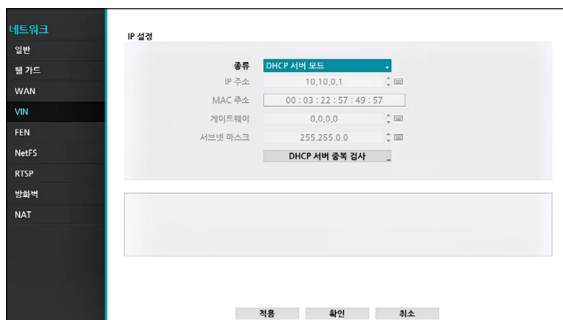 네트워크
일반
웹 가드
WAN
VIN
FEN
NetFS
RTSP
방화벽
NAT
IP 설정
종류 DHCP 서버 모드
IP 주소 10,10,0,1
MAC 주소 00 : 03 : 22 : 57 : 49 : 57
게이트웨이 0,0,0,0
서브넷 마스크 255,255,0,0
DHCP 서버 중복 검사
적용 확인 취소